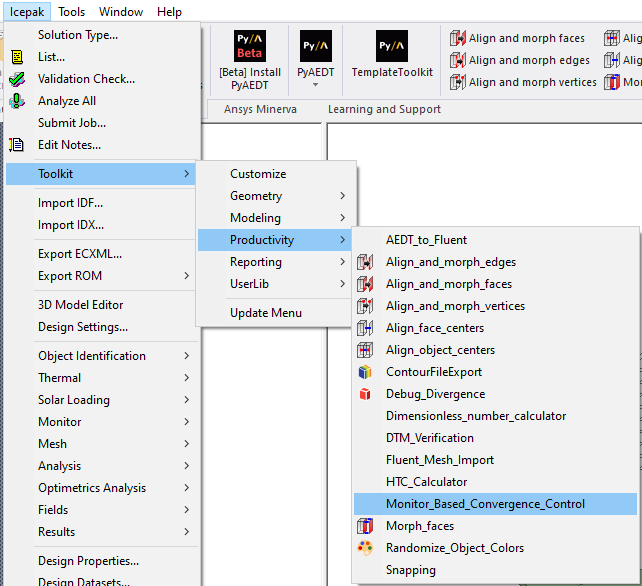 Icepak Tools Window Help
Solution Type...
List...
Validation Check...
Analyze All
Submit Job...
Edit Notes...
Toolkit
Import IDF...
Import IDX...
Export ECXML...
Export ROM
3D Model Editor
Design Settings...
Object Identification
Thermal
Solar Loading
Monitor
Mesh
Analysis
Optimetrics Analysis
Fields
Results
Design Properties...
Design Datasets...
Py/Λ
Beta
[Beta] Install
PyAEDT
Py/Λ
PyAEDT
Py/Λ
TemplateToolkit
Align and morph faces
Align and morph edges
Align and morph vertices
Alig
Alig
Mor
Ansys Minerva
Learning and Support
Customize
Geometry
Modeling
Productivity
Reporting
UserLib
Update Menu
AEDT_to_Fluent
Align_and_morph_edges
Align_and_morph_faces
Align_and_morph_vertices
Align_face_centers
Align_object_centers
ContourFileExport
Debug_Divergence
Dimensionless_number_calculator
DTM_Verification
Fluent_Mesh_Import
HTC_Calculator
Monitor_Based_Convergence_Control
Morph_faces
Randomize_Object_Colors
Snapping